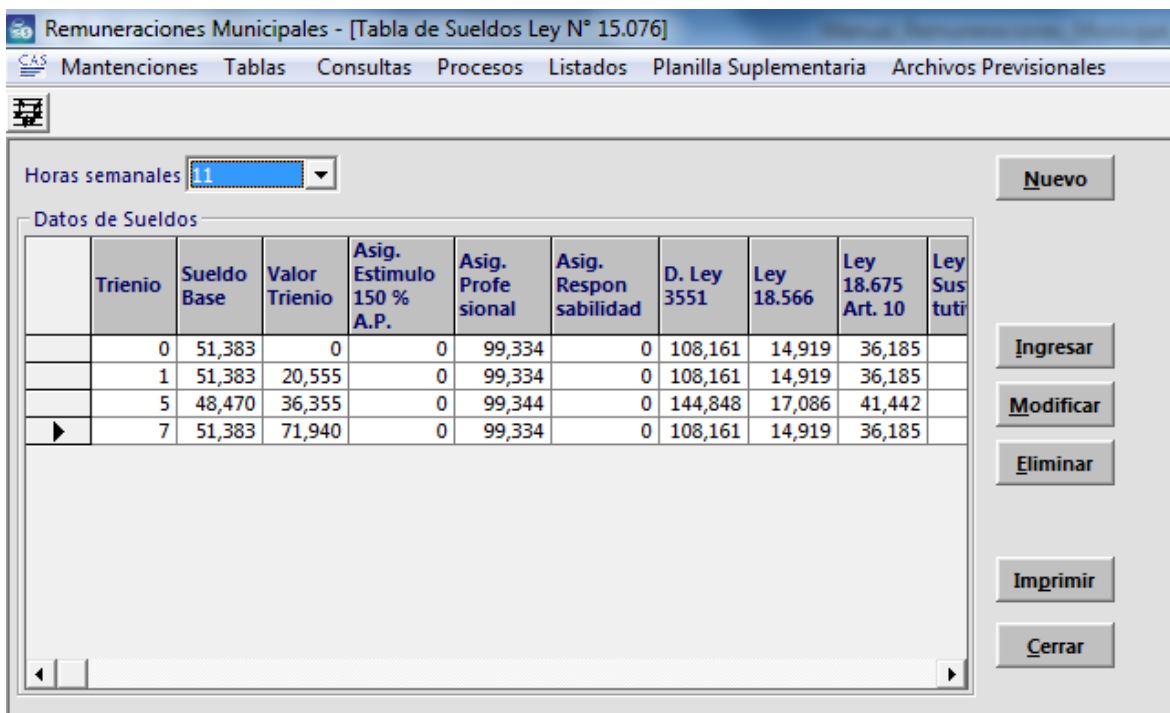 Remuneraciones Municipales - [Tabla de Sueldos Ley N° 15.076]
CAS Mantenciones Tablas Consultas Procesos Listados Planilla Suplementaria Archivos Previsionales
Horas semanales 11
Nuevo
Datos de Sueldos
Trienio Sueldo Base Valor Trienio Asig. Estimulo 150 % A.P. Asig. Profe sional Asig. Respon sabilidad D. Ley 3551 Ley 18.566 Ley 18.675 Art. 10 Ley
0 51,383 0 0 99,334 0 108,161 14,919 36,185
1 51,383 20,555 0 99,334 0 108,161 14,919 36,185
5 48,470 36,355 0 99,344 0 144,848 17,086 41,442
7 51,383 71,940 0 99,334 0 108,161 14,919 36,185
Ingresar
Modificar
Eliminar
Imprimir
Cerrar